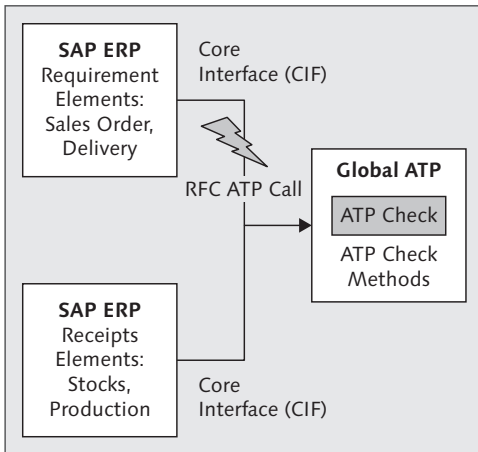 SAP ERP
Requirement
Elements:
Sales Order,
Delivery
Core
Interface (CIF)
RFC ATP Call
Global ATP
ATP Check
ATP Check
Methods
SAP ERP
Receipts
Elements:
Stocks,
Production
Core
Interface (CIF)